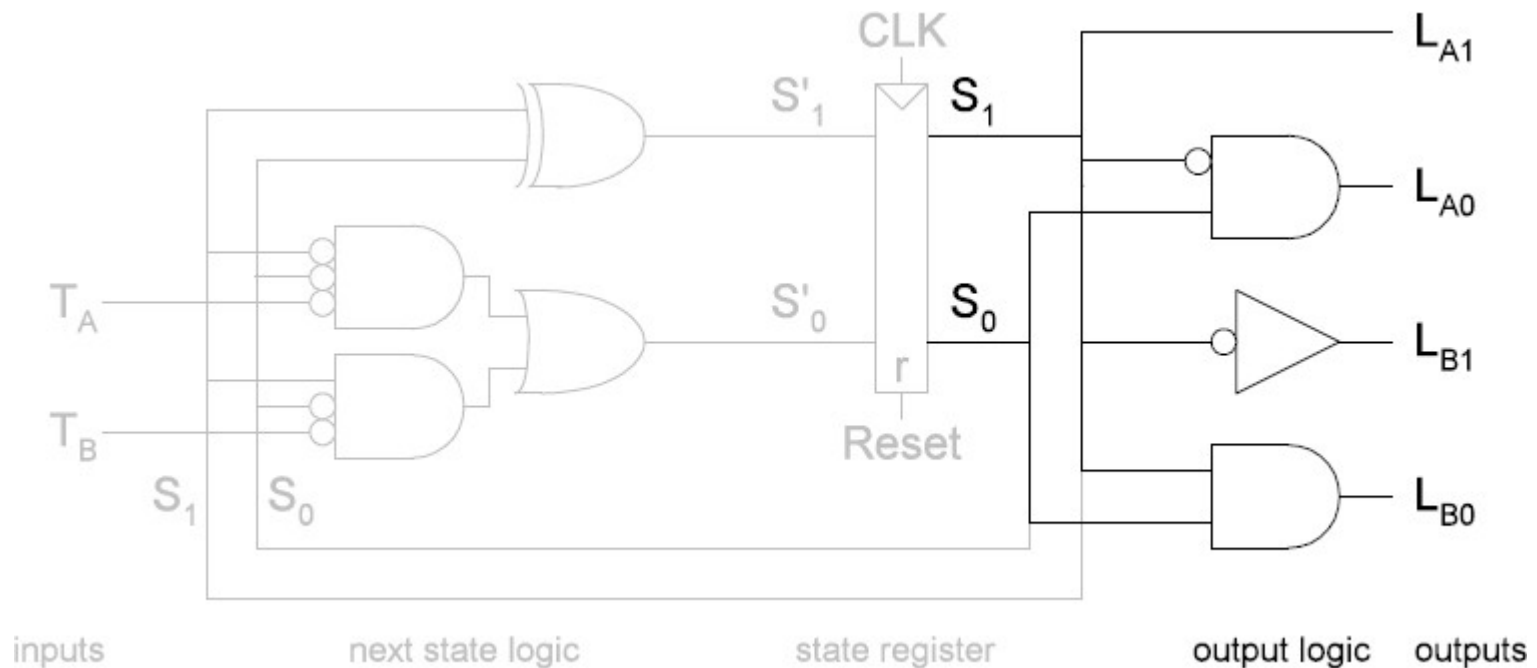 CLK
L_A1
S'_1
S_1
L_A0
T_A
S'_0
S_0
L_B1
r
T_B
Reset
S_1
S_0
L_B0
inputs
next state logic
state register
output logic
outputs